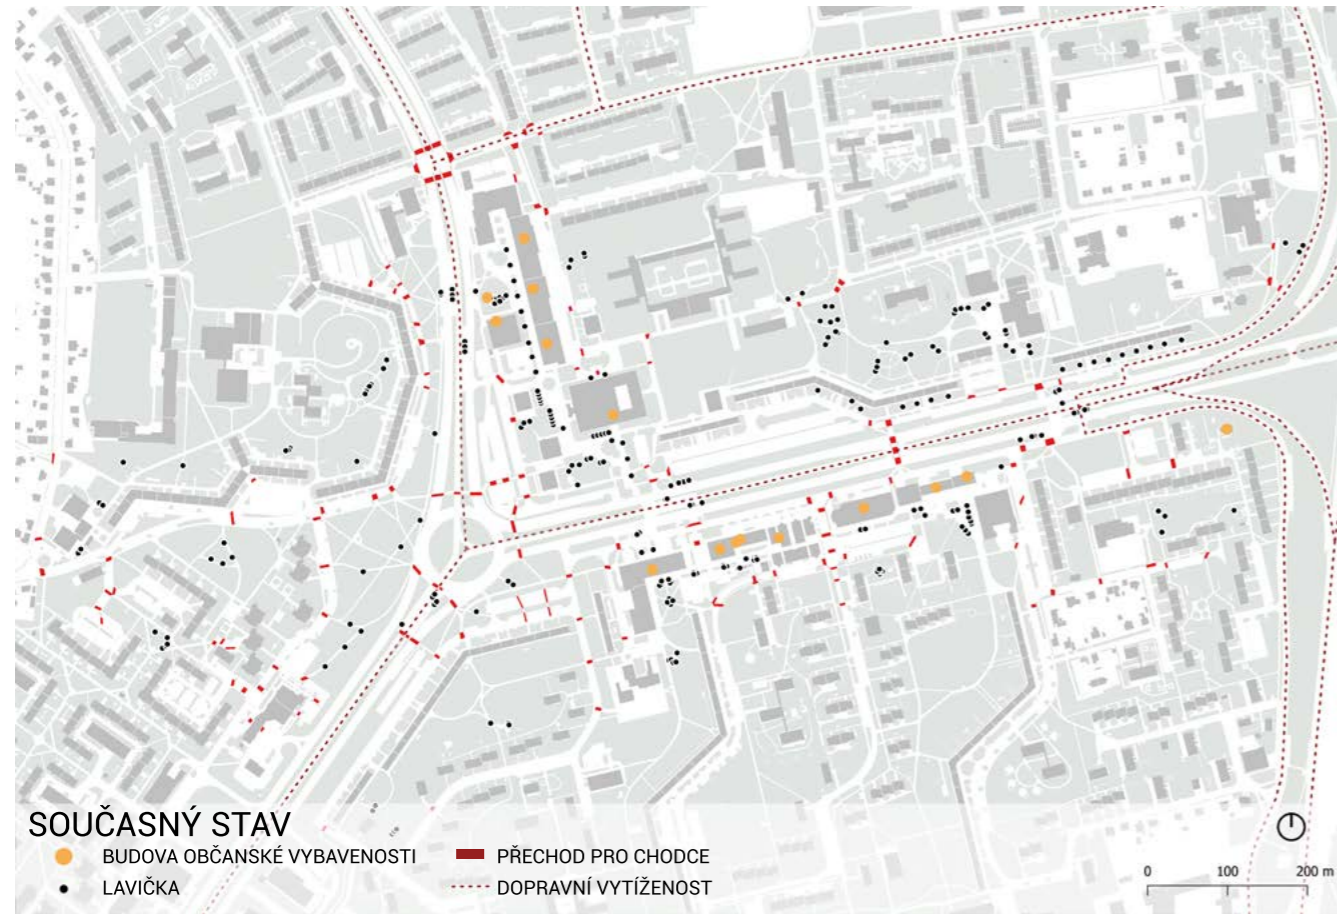 SOUČASNÝ STAV
BUDOVA OBČANSKÉ VYBAVENOSTI
LAVIČKA
PŘECHOD PRO CHODCE
DOPRAVNÍ VYTÍŽENOST
0 100 200 m